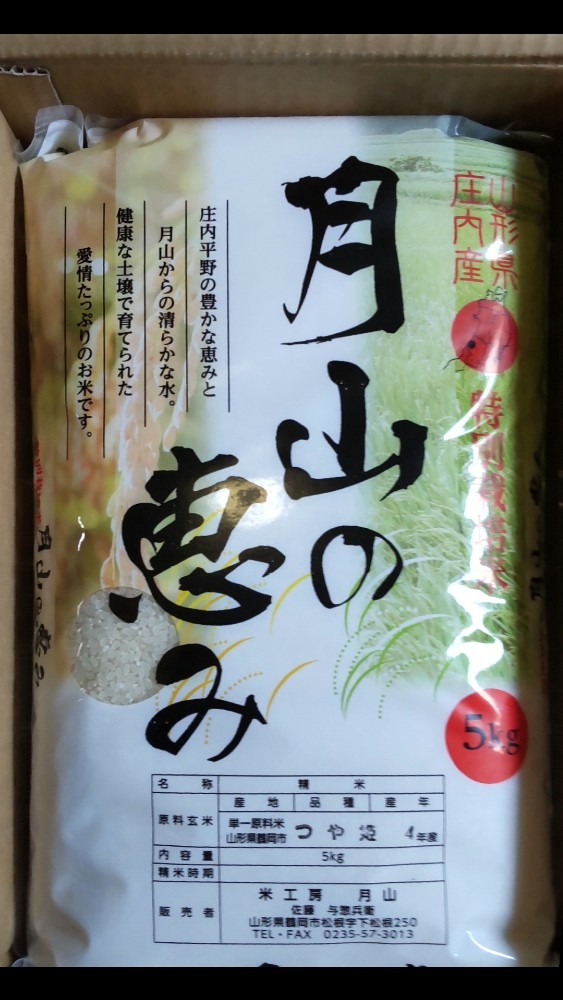 山形県
庄内産
特別栽培米
月山の
恵み
庄内平野の豊かな恵みと
月山からの清らかな水。
健康な土壌で育てられた
愛情たっぷりのお米です。
月山の恵み
5kg
名称 精米
原料玄米 産地 品種 産年
単一原料米
山形県鶴岡市 つや姫 4年産
内容量 5kg
精米時期
販売者 米工房 月山
佐藤 与惣兵衛
山形県鶴岡市松根字下松根250
TEL・FAX 0235-57-3013